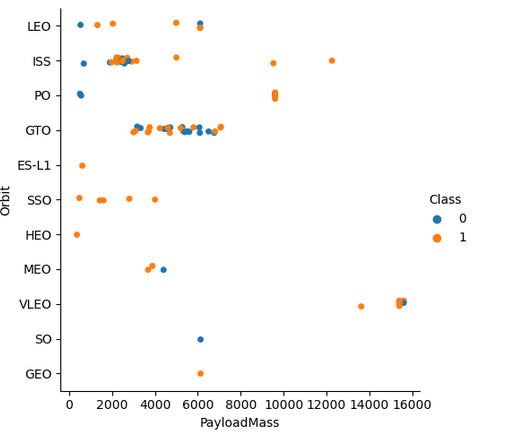 LEO
ISS
PO
GTO
ES-L1
SSO
HEO
MEO
VLEO
SO
GEO
Orbit
Class
0
1
0 2000 4000 6000 8000 10000 12000 14000 16000
PayloadMass